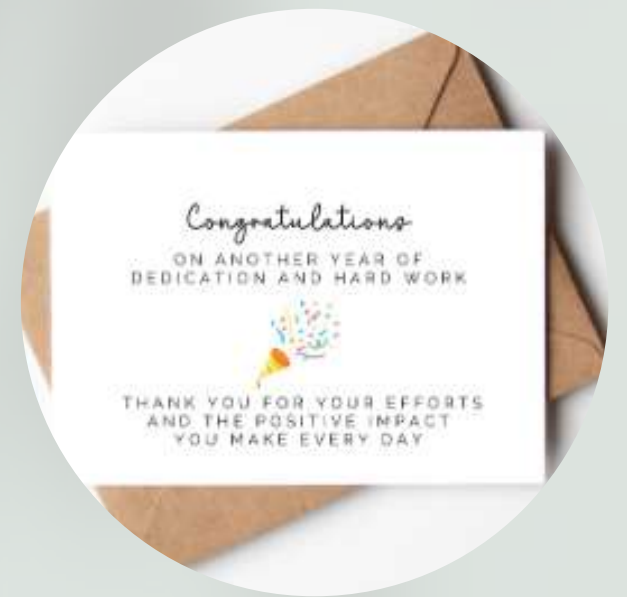 Congratulations
ON ANOTHER YEAR OF
DEDICATION AND HARD WORK
THANK YOU FOR YOUR EFFORTS
AND THE POSITIVE IMPACT
YOU MAKE EVERY DAY